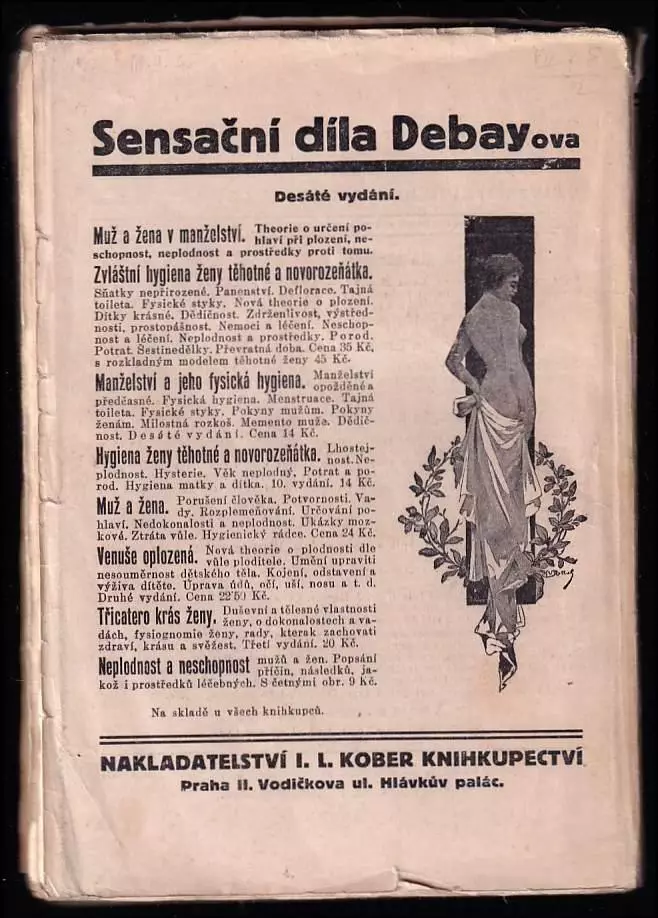 Sensační díla Debayova
Desáté vydání.
Muž a žena v manželství. Theorie o určení po-
hlaví při plození, ne-
schopnost, neplodnost a prostředky proti tomu.
Zvláštní hygiena ženy těhotné a novorozeňátka.
Sňatky nepřirozené. Panenství. Deflorace. Tajná
toileta. Fysické styky. Nová theorie o plození.
Dítky krásné. Dědičnost. Zdrženlivost, výstřed-
nosti, prostopášnost. Nemoci a léčení. Neschop-
nost a léčení. Neplodnost a prostředky. Porod.
Potrat. Šestinedělky. Převratná doba. Cena 35 Kč,
s rozkladným modelem těhotné ženy 45 Kč.
Manželství a jeho fysická hygiena. Manželství
opožděné a
předčasné. Fysická hygiena. Menstruace. Tajná
toileta. Fysické styky. Pokyny mužům. Pokyny
ženám. Milostná rozkoš. Memento muže. Dědič-
nost. Desáté vydání. Cena 14 Kč.
Hygiena ženy těhotné a novorozeňátka. Lhostej-
nost. Ne-
plodnost. Hysterie. Věk neplodný. Potrat a po-
rod. Hygiena matky a dítka. 10. vydání. 14 Kč.
Muž a žena. Porušení člověka. Potvornosti. Va-
dy. Rozplemeňování. Určování po-
hlaví. Nedokonalosti a neplodnost. Ukázky moz-
ková. Ztráta vůle. Hygienický rádce. Cena 24 Kč.
Venuše oplozená. Nová theorie o plodnosti dle
vůle ploditele. Umění upraviti
nesouměrnost dětského těla. Kojení, odstavení a
výživa dítěte. Úprava údů, očí, uší, nosu a t. d.
Druhé vydání. Cena 22·50 Kč.
Třicatero krás ženy. Duševní a tělesné vlastnosti
ženy, o dokonalostech a va-
dách, fysiognomie ženy, rady, kterak zachovati
zdraví, krásu a svěžest. Třetí vydání. 20 Kč.
Neplodnost a neschopnost mužů a žen. Popsání
příčin, následků, ja-
kož i prostředků léčebných. S četnými obr. 9 Kč.
Na skladě u všech knihkupců.
NAKLADATELSTVÍ I. L. KOBER KNIHKUPECTVÍ
Praha II. Vodičkova ul. Hlávkův palác.